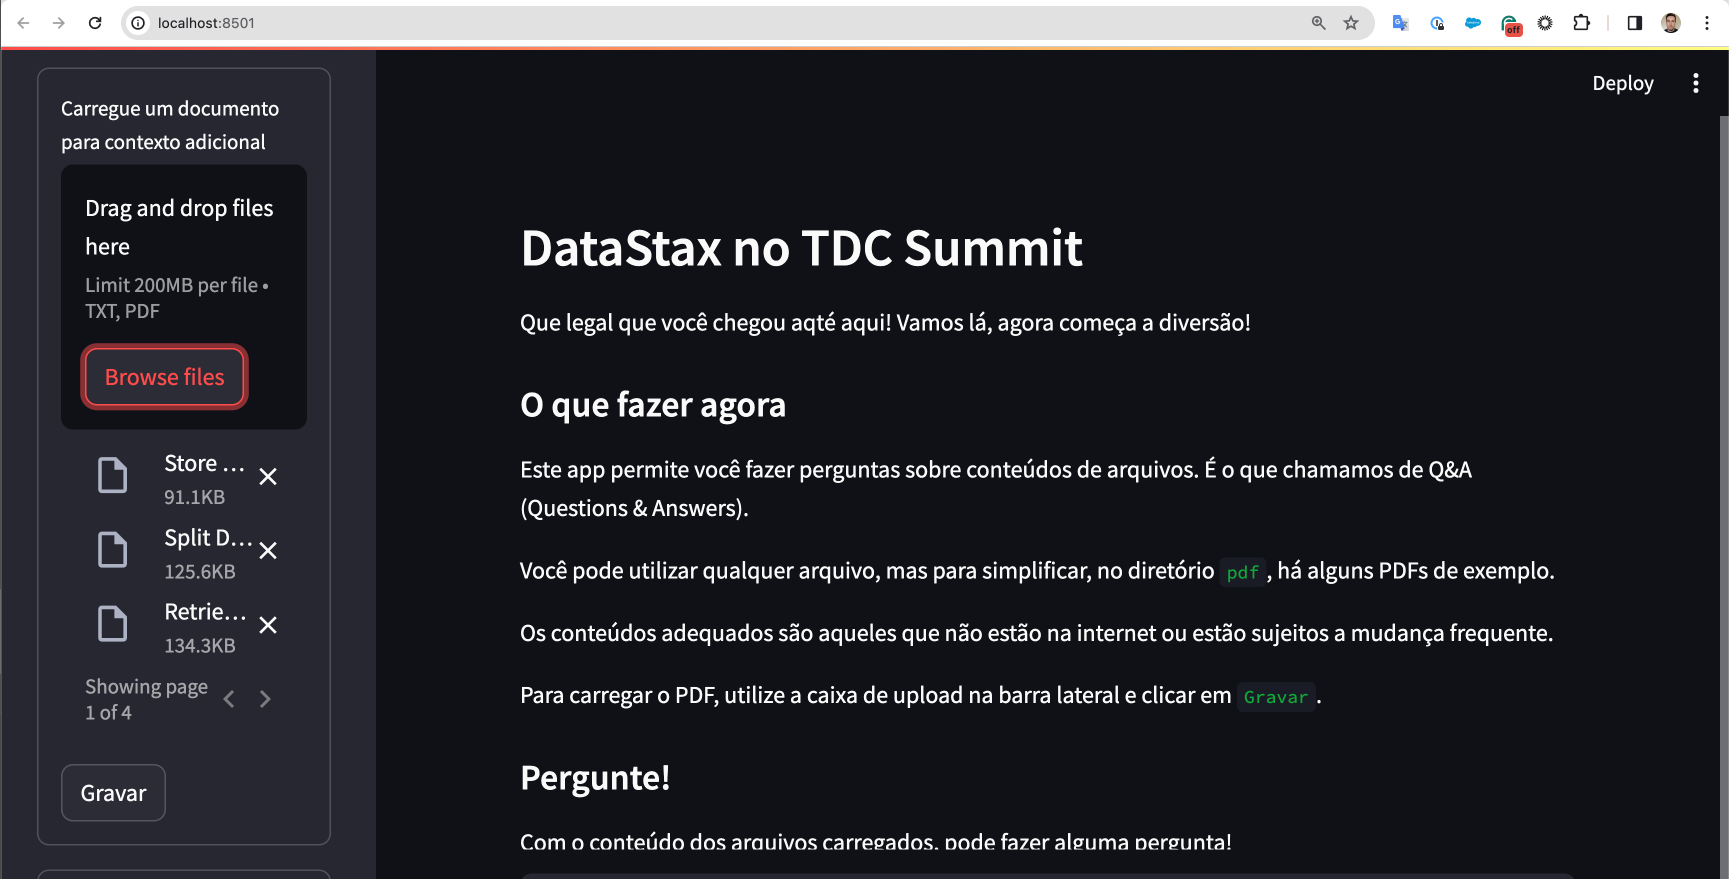 localhost:8501
off
Carregue um documento
para contexto adicional
Drag and drop files
here
Limit 200MB per file •
TXT, PDF
Browse files
Store ...
91.1KB
Split D...
125.6KB
Retrie...
134.3KB
Showing page
1 of 4
Gravar
Deploy
DataStax no TDC Summit
Que legal que você chegou aqté aqui! Vamos lá, agora começa a diversão!
O que fazer agora
Este app permite você fazer perguntas sobre conteúdos de arquivos. É o que chamamos de Q&A
(Questions & Answers).
Você pode utilizar qualquer arquivo, mas para simplificar, no diretório pdf, há alguns PDFs de exemplo.
Os conteúdos adequados são aqueles que não estão na internet ou estão sujeitos a mudança frequente.
Para carregar o PDF, utilize a caixa de upload na barra lateral e clicar em Gravar.
Pergunte!
Com o conteúdo dos arquivos carregados, pode fazer alguma pergunta!